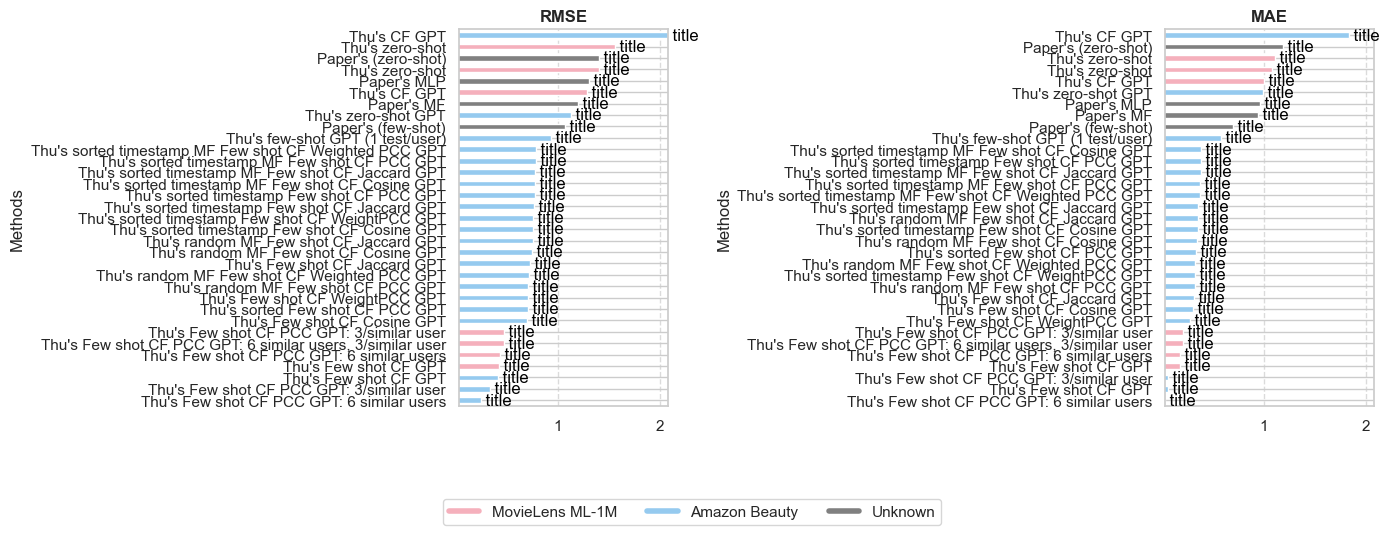 RMSE
Thu's CF GPT title
Thu's zero-shot title
Paper's (zero-shot) title
Thu's zero-shot title
Paper's MLP title
Thu's CF GPT title
Paper's MF title
Thu's zero-shot GPT title
Paper's (few-shot) title
Thu's few-shot GPT (1 test/user) title
Thu's sorted timestamp MF Few shot CF Weighted PCC GPT title
Thu's sorted timestamp MF Few shot CF PCC GPT title
Thu's sorted timestamp MF Few shot CF Jaccard GPT title
Thu's sorted timestamp MF Few shot CF Cosine GPT title
Thu's sorted timestamp Few shot CF PCC GPT title
Thu's sorted timestamp Few shot CF Jaccard GPT title
Thu's sorted timestamp Few shot CF WeightPCC GPT title
Thu's sorted timestamp Few shot CF Cosine GPT title
Thu's random MF Few shot CF Jaccard GPT title
Thu's random MF Few shot CF Cosine GPT title
Thu's Few shot CF Jaccard GPT title
Thu's random MF Few shot CF Weighted PCC GPT title
Thu's random MF Few shot CF PCC GPT title
Thu's Few shot CF WeightPCC GPT title
Thu's sorted Few shot CF PCC GPT title
Thu's Few shot CF Cosine GPT title
Thu's Few shot CF PCC GPT: 3/similar user title
Thu's Few shot CF PCC GPT: 6 similar users, 3/similar user title
Thu's Few shot CF PCC GPT: 6 similar users title
Thu's Few shot CF GPT title
Thu's Few shot CF GPT title
Thu's Few shot CF PCC GPT: 3/similar user title
Thu's Few shot CF PCC GPT: 6 similar users title
Methods
1 2
MAE
Thu's CF GPT title
Paper's (zero-shot) title
Thu's zero-shot title
Thu's zero-shot title
Thu's CF GPT title
Thu's zero-shot GPT title
Paper's MLP title
Paper's MF title
Paper's (few-shot) title
Thu's few-shot GPT (1 test/user) title
Thu's sorted timestamp MF Few shot CF Cosine GPT title
Thu's sorted timestamp Few shot CF PCC GPT title
Thu's sorted timestamp MF Few shot CF Jaccard GPT title
Thu's sorted timestamp MF Few shot CF PCC GPT title
Thu's sorted timestamp MF Few shot CF Weighted PCC GPT title
Thu's sorted timestamp Few shot CF Jaccard GPT title
Thu's random MF Few shot CF Jaccard GPT title
Thu's sorted timestamp Few shot CF Cosine GPT title
Thu's random MF Few shot CF Cosine GPT title
Thu's sorted Few shot CF PCC GPT title
Thu's random MF Few shot CF Weighted PCC GPT title
Thu's sorted timestamp Few shot CF WeightPCC GPT title
Thu's random MF Few shot CF PCC GPT title
Thu's Few shot CF Jaccard GPT title
Thu's Few shot CF Cosine GPT title
Thu's Few shot CF WeightPCC GPT title
Thu's Few shot CF PCC GPT: 3/similar user title
Thu's Few shot CF PCC GPT: 6 similar users, 3/similar user title
Thu's Few shot CF PCC GPT: 6 similar users title
Thu's Few shot CF GPT title
Thu's Few shot CF PCC GPT: 3/similar user title
Thu's Few shot CF GPT title
Thu's Few shot CF PCC GPT: 6 similar users title
Methods
1 2
MovieLens ML-1M Amazon Beauty Unknown